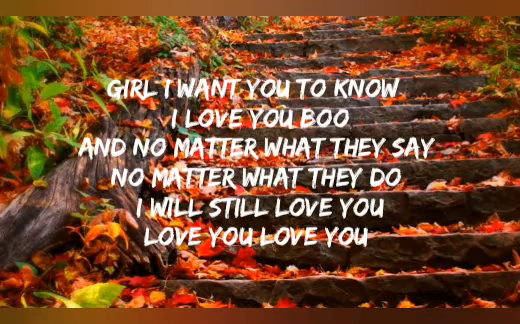 GIRL I WANT YOU TO KNOW
I LOVE YOU BOO
AND NO MATTER WHAT THEY SAY
NO MATTER WHAT THEY DO
I WILL STILL LOVE YOU
LOVE YOU LOVE YOU